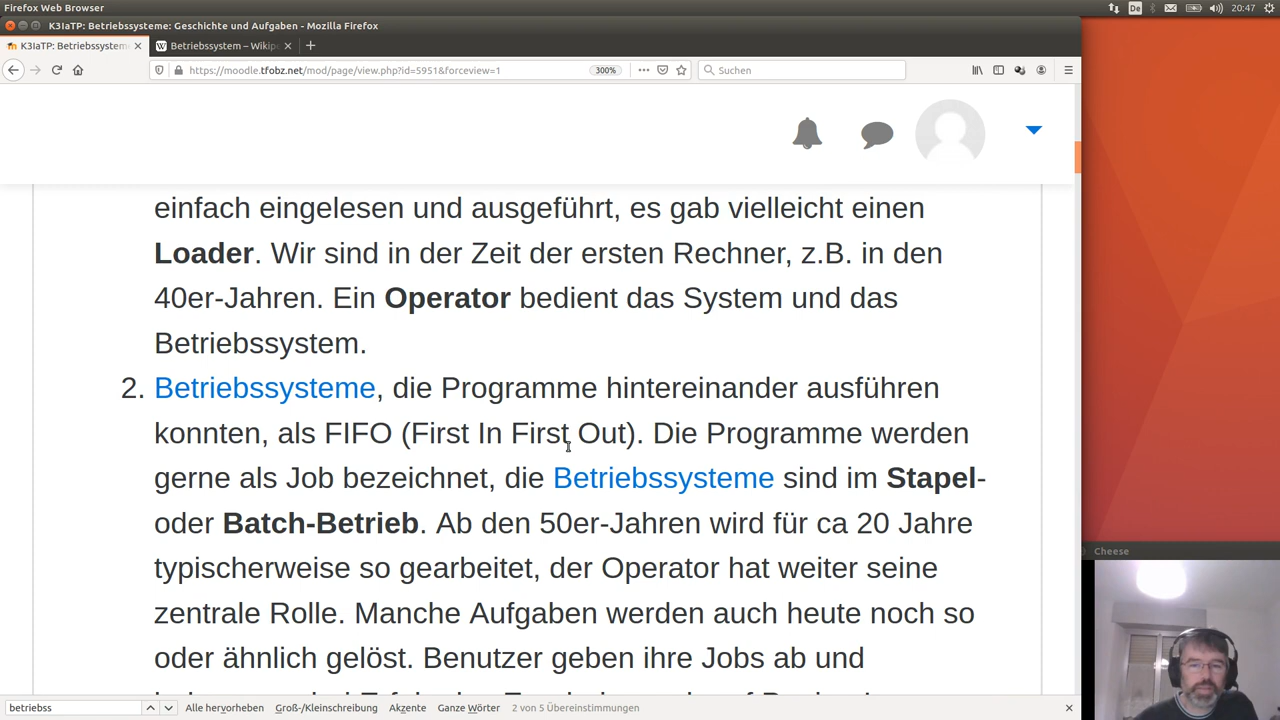 Firefox Web Browser
De
20:47
K3IaTP: Betriebssysteme: Geschichte und Aufgaben - Mozilla Firefox
K3IaTP: Betriebssysteme
Betriebssystem – Wikip
https://moodle.tfobz.net/mod/page/view.php?id=5951&forceview=1
300%
Suchen
einfach eingelesen und ausgeführt, es gab vielleicht einen
Loader. Wir sind in der Zeit der ersten Rechner, z.B. in den
40er-Jahren. Ein Operator bedient das System und das
Betriebssystem.
2. Betriebssysteme, die Programme hintereinander ausführen
konnten, als FIFO (First In First Out). Die Programme werden
gerne als Job bezeichnet, die Betriebssysteme sind im Stapel-
oder Batch-Betrieb. Ab den 50er-Jahren wird für ca 20 Jahre
typischerweise so gearbeitet, der Operator hat weiter seine
zentrale Rolle. Manche Aufgaben werden auch heute noch so
oder ähnlich gelöst. Benutzer geben ihre Jobs ab und
Cheese
betriebss
Alle hervorheben
Groß-/Kleinschreibung
Akzente
Ganze Wörter
2 von 5 Übereinstimmungen